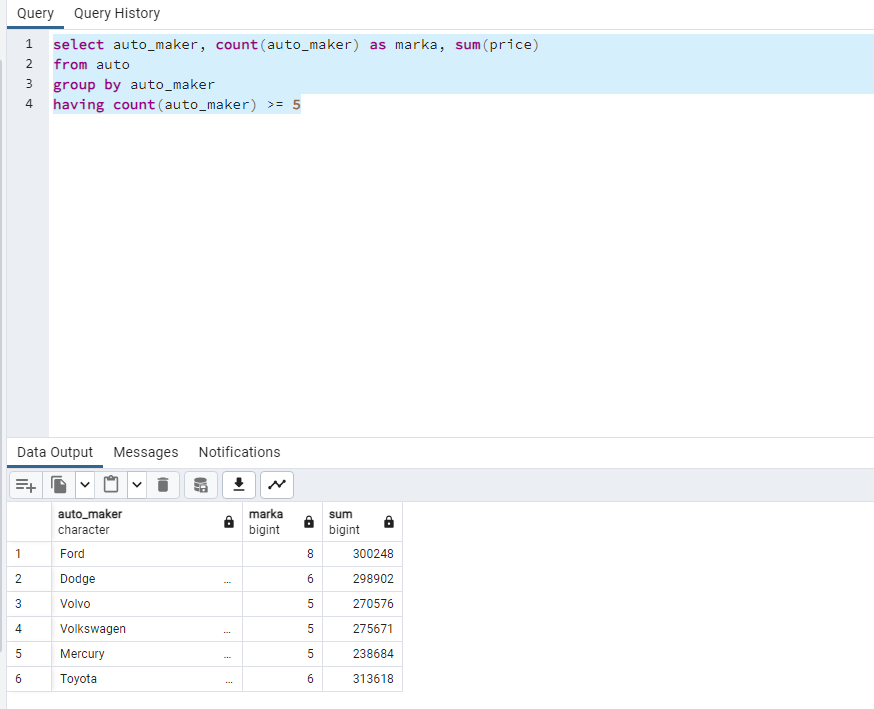 Query Query History
1 select auto_maker, count(auto_maker) as marka, sum(price)
2 from auto
3 group by auto_maker
4 having count(auto_maker) >= 5
Data Output Messages Notifications
auto_maker marka sum
character bigint bigint
1 Ford 8 300248
2 Dodge ... 6 298902
3 Volvo 5 270576
4 Volkswagen ... 5 275671
5 Mercury ... 5 238684
6 Toyota ... 6 313618